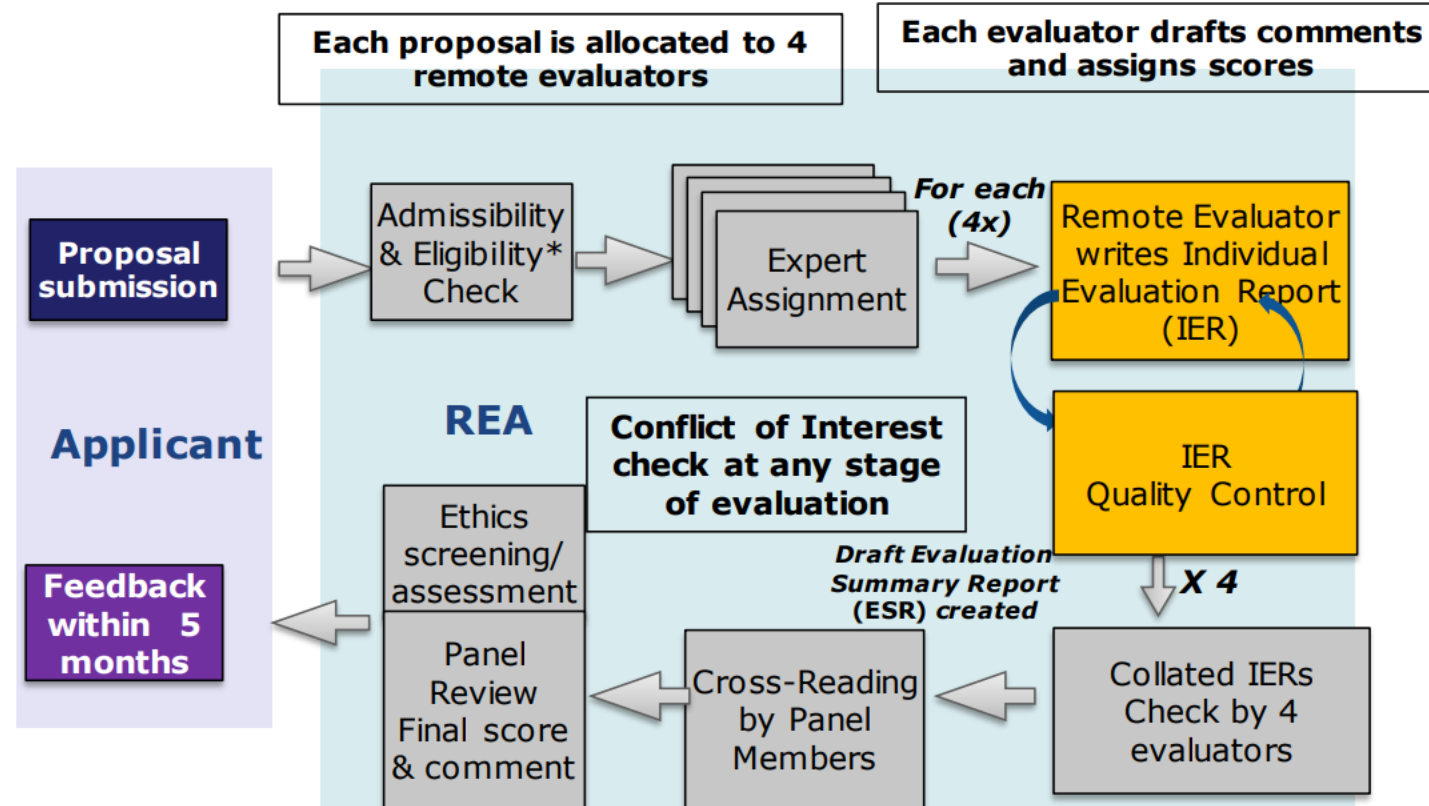 Each proposal is allocated to 4
remote evaluators
Each evaluator drafts comments
and assigns scores
Proposal
submission
Admissibility
& Eligibility*
Check
Expert
Assignment
For each
(4x)
Remote Evaluator
writes Individual
Evaluation Report
(IER)
Applicant
REA
Conflict of Interest
check at any stage
of evaluation
IER
Quality Control
Ethics
screening/
assessment
Draft Evaluation
Summary Report
(ESR) created
X 4
Feedback
within 5
months
Panel
Review
Final score
& comment
Cross-Reading
by Panel
Members
Collated IERs
Check by 4
evaluators